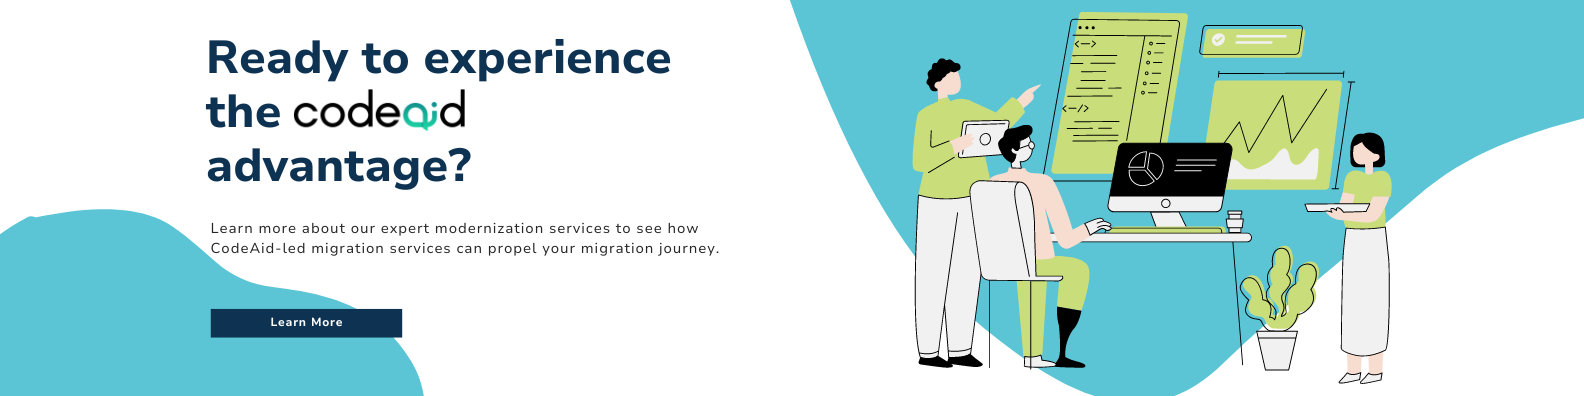 Ready to experience
the codeaid
advantage?
Learn more about our expert modernization services to see how
CodeAid-led migration services can propel your migration journey.
Learn More